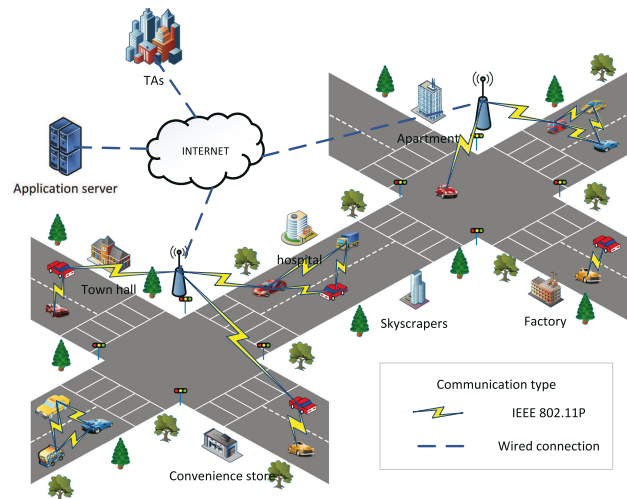 TAs
INTERNET
Apartment
Application server
hospital
Town hall
Skyscrapers
Factory
Communication type
IEEE 802.11P
Wired connection
Convenience store